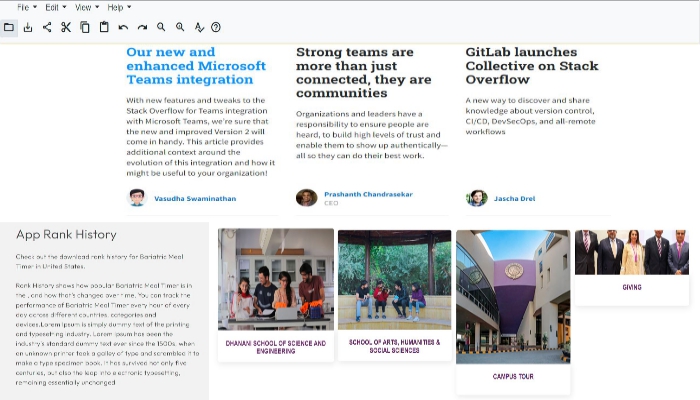 File Edit View Help
Our new and
enhanced Microsoft
Teams integration
With new features and tweaks to the
Stack Overflow for Teams integration
with Microsoft Teams, we're sure that
the new and improved Version 2 will
come in handy. This article provides
additional context around the
evolution of this integration and how it
might be useful to your organization!
Vasudha Swaminathan
Strong teams are
more than just
connected, they are
communities
Organizations and leaders have a
responsibility to ensure people are
heard, to build high levels of trust and
enable them to show up authentically—
all so they can do their best work.
Prashanth Chandrasekar
CEO
GitLab launches
Collective on Stack
Overflow
A new way to discover and share
knowledge about version control,
CI/CD, DevSecOps, and all-remote
workflows
Jascha Drel
App Rank History
Check out the download rank history for Bariatric Meal
Timer in United States.
Rank History shows how popular Bariatric Meal Timer is in
the , and how that's changed over time. You can track the
performance of Bariatric Meal Timer every hour of every
day across different countries, categories and
devices.Lorem Ipsum is simply dummy text of the printing
and typesetting industry. Lorem Ipsum has been the
industry's standard dummy text ever since the 1500s, when
an unknown printer took a galley of type and scrambled it to
make a type specimen book. It has survived not only five
centuries, but also the leap into electronic typesetting,
remaining essentially unchanged
DHANANI SCHOOL OF SCIENCE AND
ENGINEERING
SCHOOL OF ARTS, HUMANITIES &
SOCIAL SCIENCES
CAMPUS TOUR
GIVING